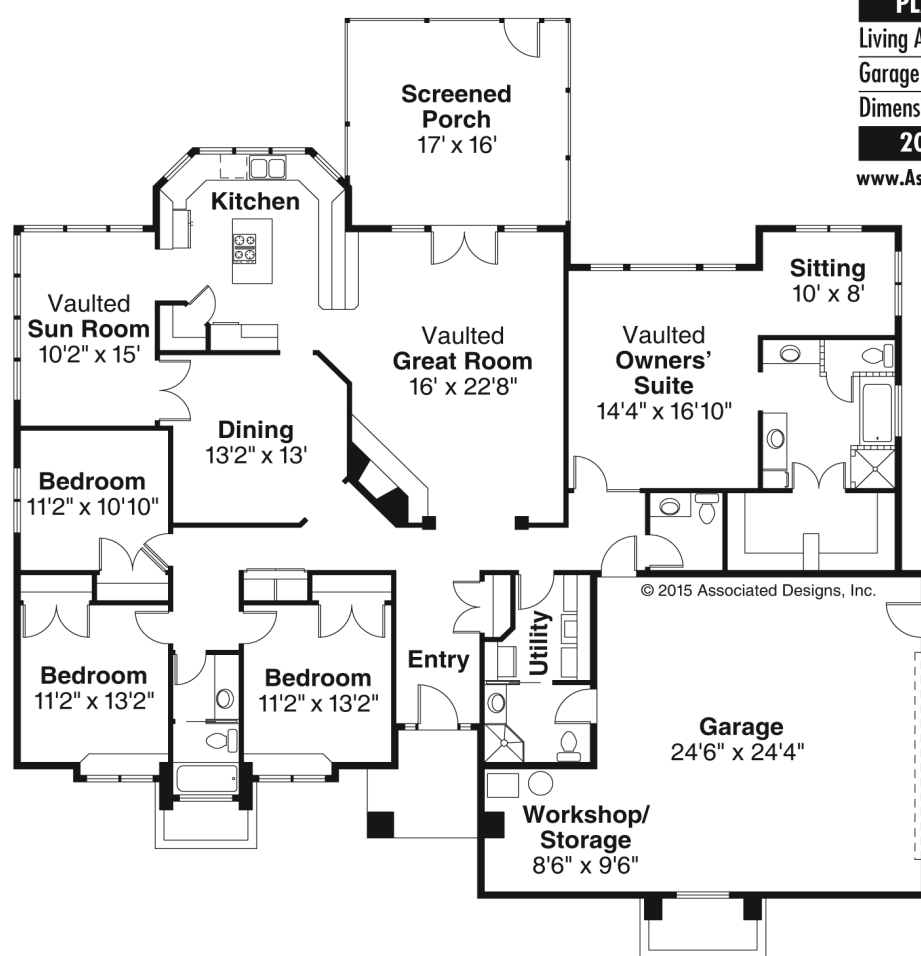 PL
Living A
Garage
Dimens
20
www.As
Screened
Porch
17' x 16'
Kitchen
Sitting
10' x 8'
Vaulted
Sun Room
10'2" x 15'
Vaulted
Great Room
16' x 22'8"
Vaulted
Owners'
Suite
14'4" x 16'10"
Dining
13'2" x 13'
Bedroom
11'2" x 10'10"
© 2015 Associated Designs, Inc.
Utility
Entry
Bedroom
11'2" x 13'2"
Bedroom
11'2" x 13'2"
Garage
24'6" x 24'4"
Workshop/
Storage
8'6" x 9'6"